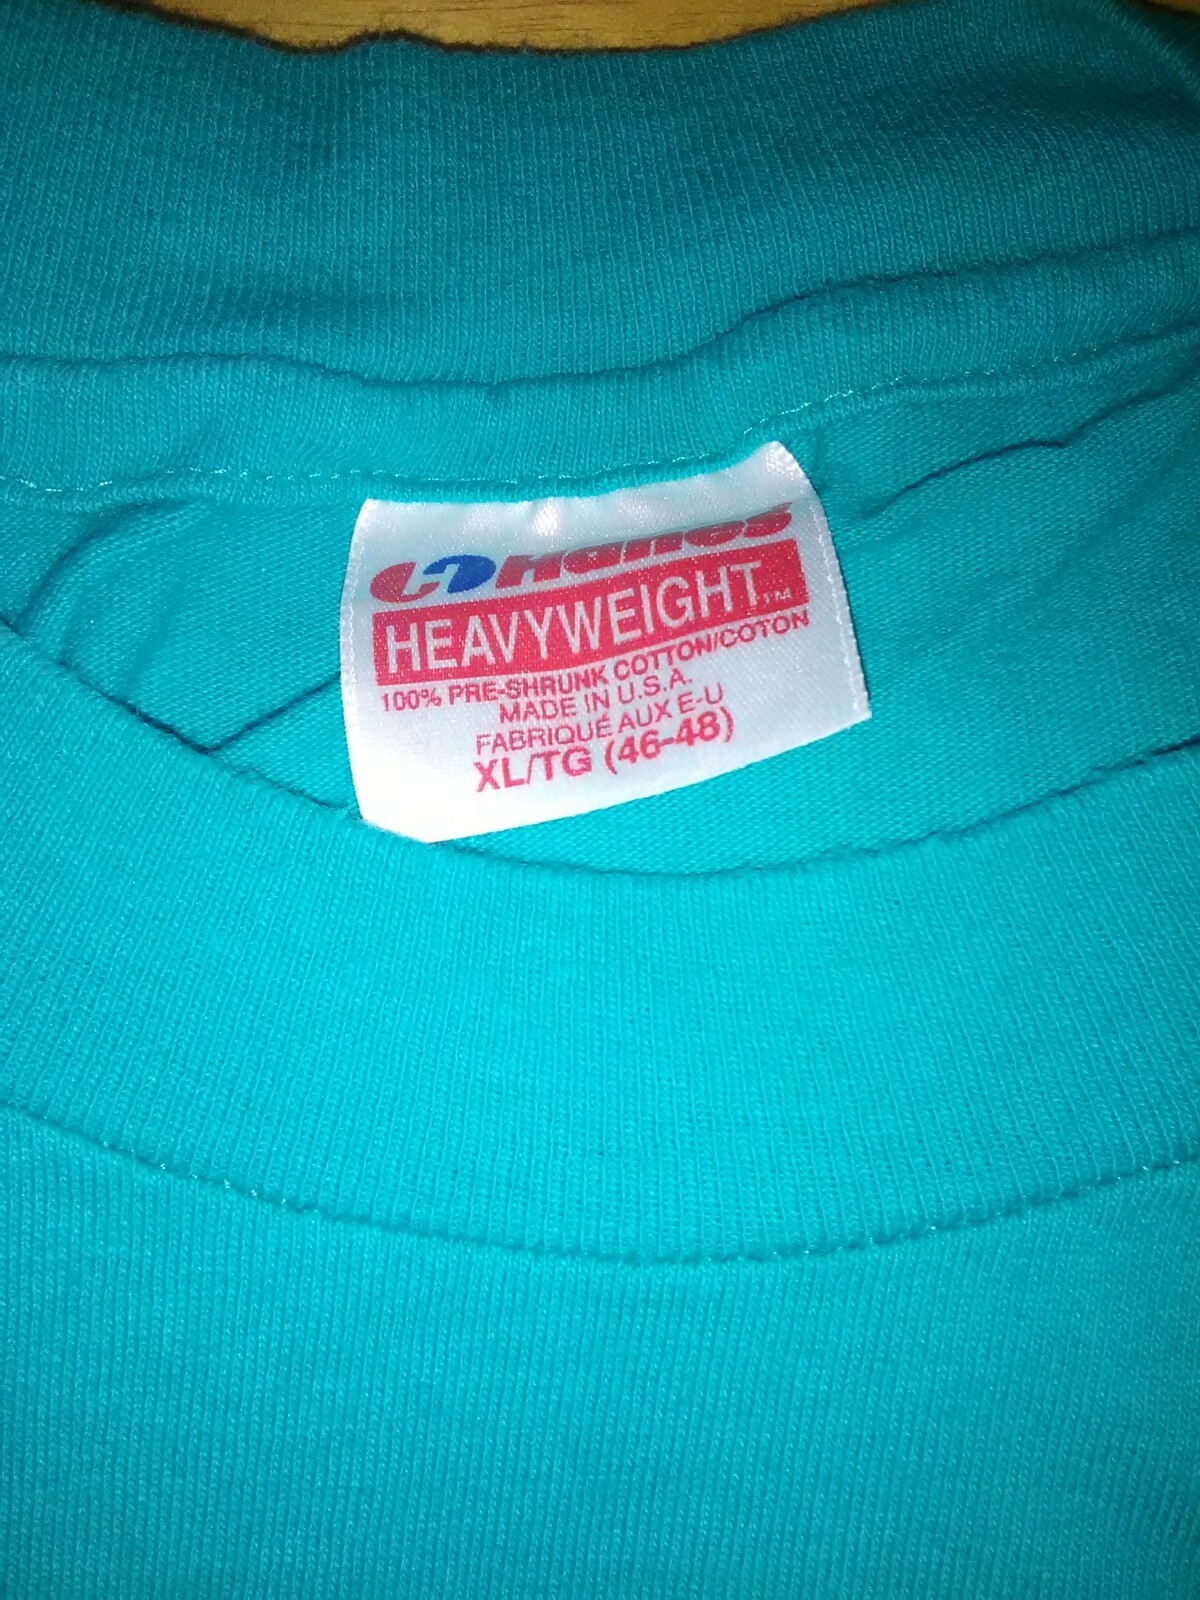 Hanes
HEAVYWEIGHT™
100% PRE-SHRUNK COTTON/COTON
MADE IN U.S.A.
FABRIQUÉ AUX E-U
XL/TG (46-48)